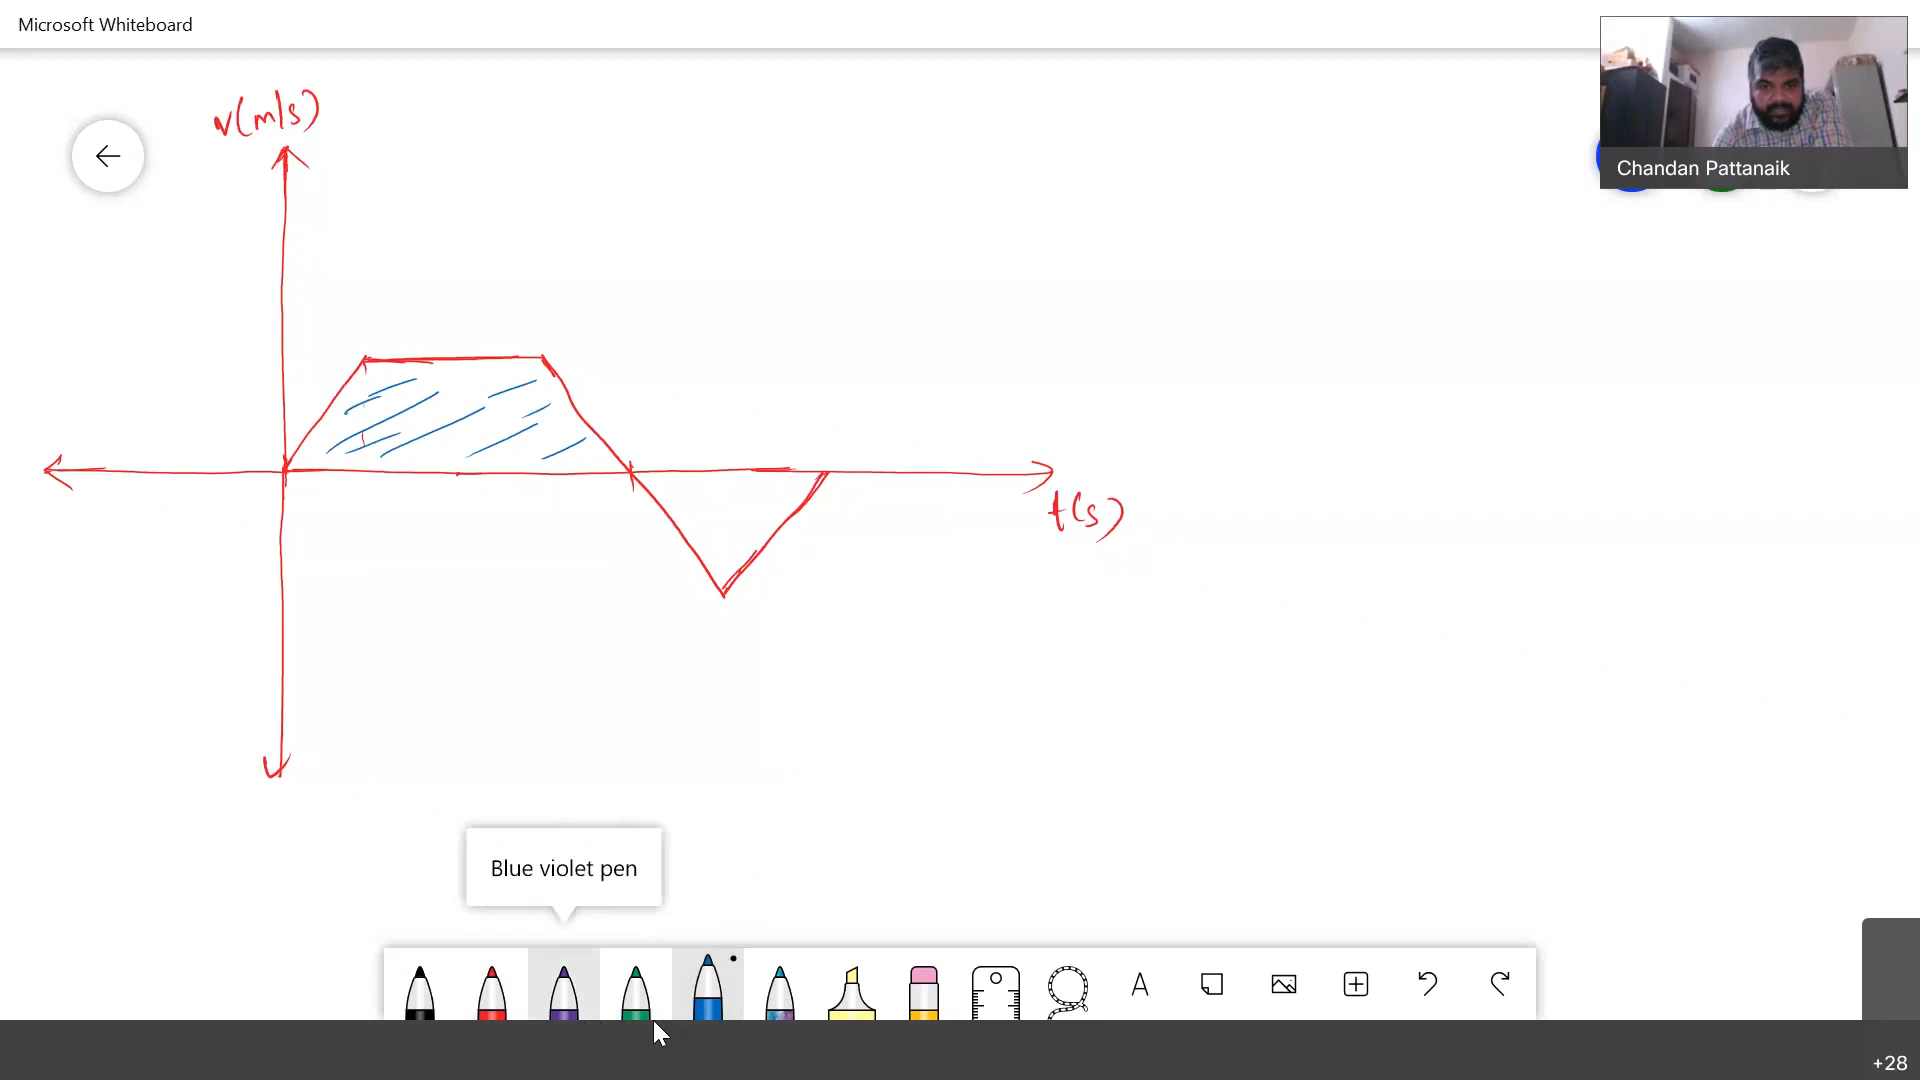 Microsoft Whiteboard
v(m/s)
Chandan Pattanaik
t(s)
Blue violet pen
A
+28